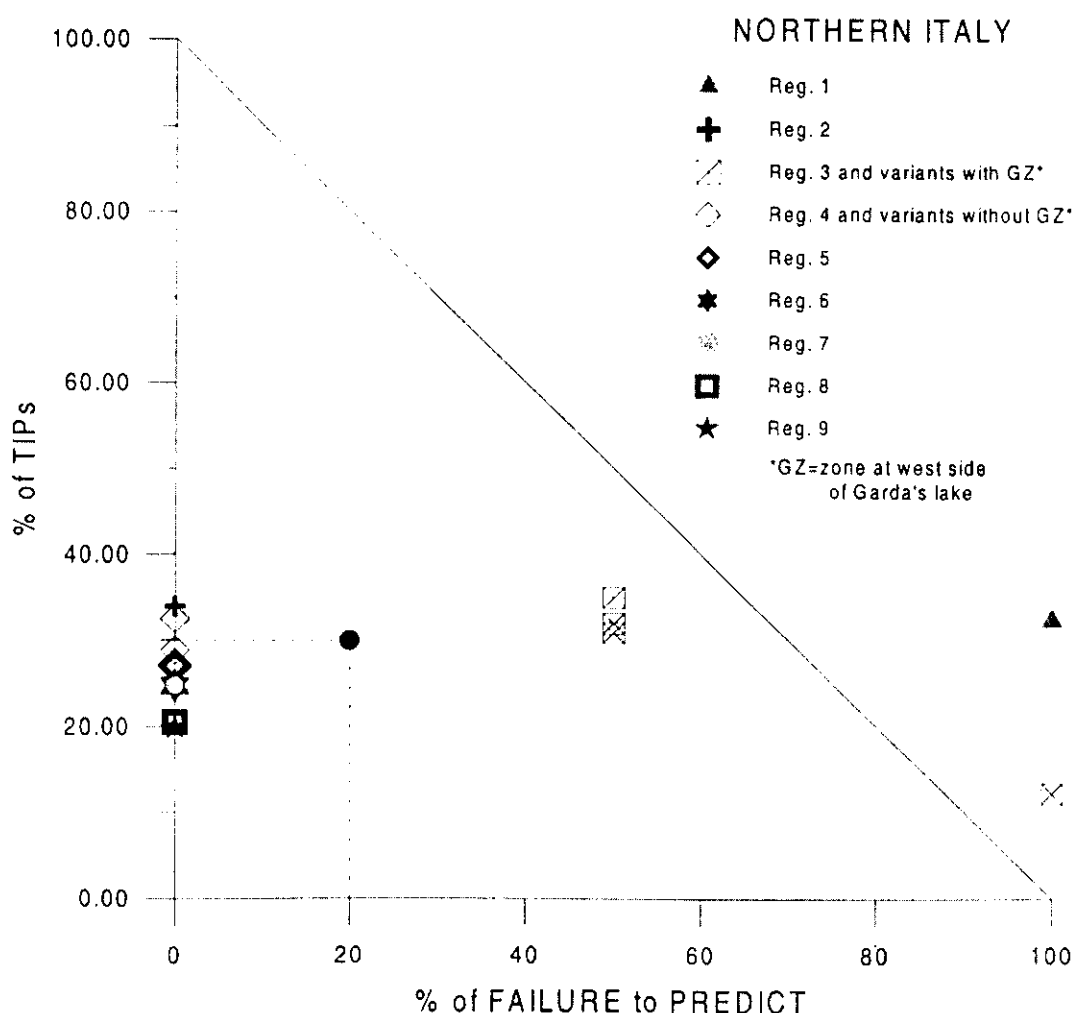 NORTHERN ITALY
Reg. 1
Reg. 2
Reg. 3 and variants with GZ*
Reg. 4 and variants without GZ*
Reg. 5
Reg. 6
Reg. 7
Reg. 8
Reg. 9
*GZ=zone at west side
of Garda's lake
% of TIPs
100.00
80.00
60.00
40.00
20.00
0.00
0 20 40 60 80 100
% of FAILURE to PREDICT